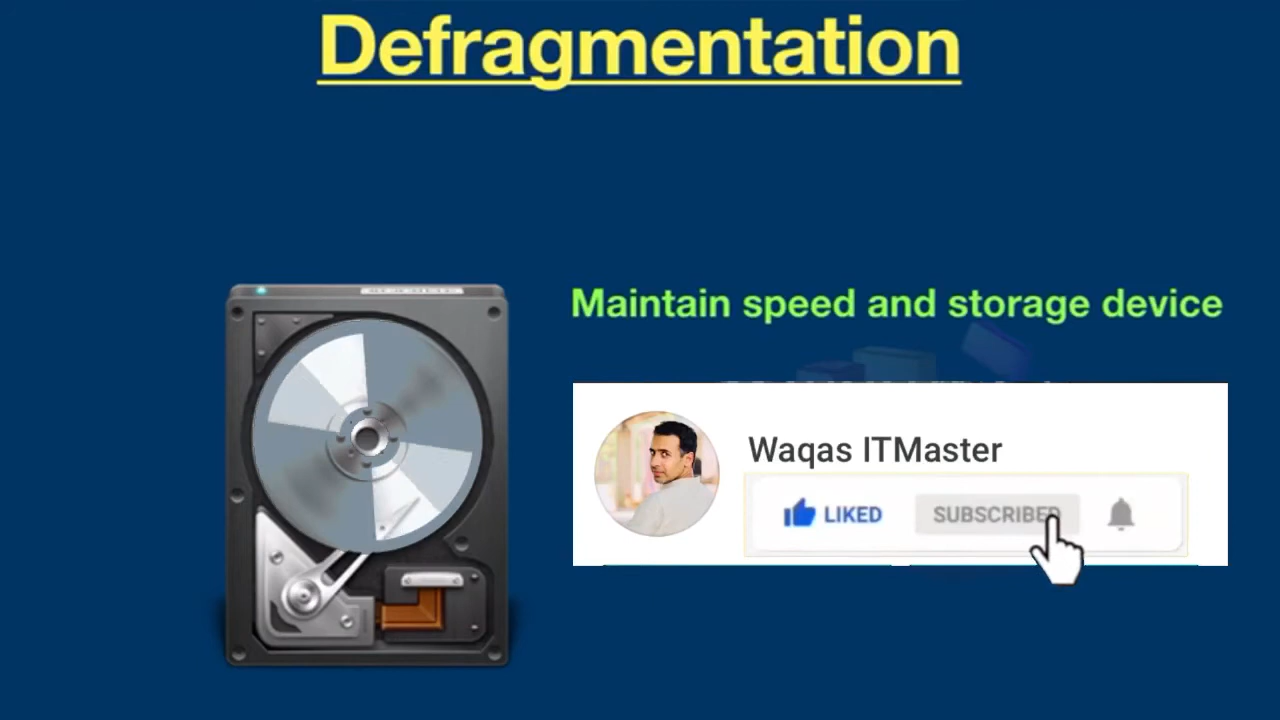 Defragmentation
Maintain speed and storage device
Waqas ITMaster
LIKED SUBSCRIBED